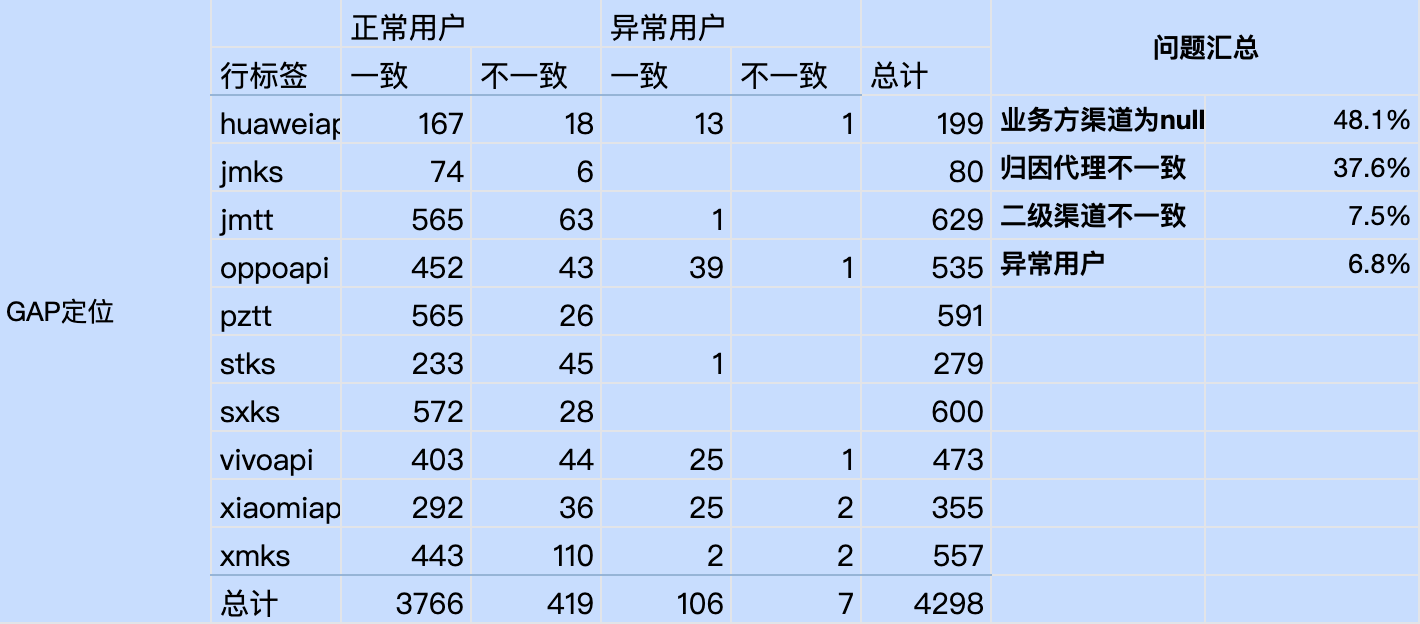 正常用户 异常用户 问题汇总
行标签 一致 不一致 一致 不一致 总计
huaweiap 167 18 13 1 199 业务方渠道为null 48.1%
jmks 74 6 80 归因代理不一致 37.6%
jmtt 565 63 1 629 二级渠道不一致 7.5%
oppoapi 452 43 39 1 535 异常用户 6.8%
GAP定位
pztt 565 26 591
stks 233 45 1 279
sxks 572 28 600
vivoapi 403 44 25 1 473
xiaomiap 292 36 25 2 355
xmks 443 110 2 2 557
总计 3766 419 106 7 4298